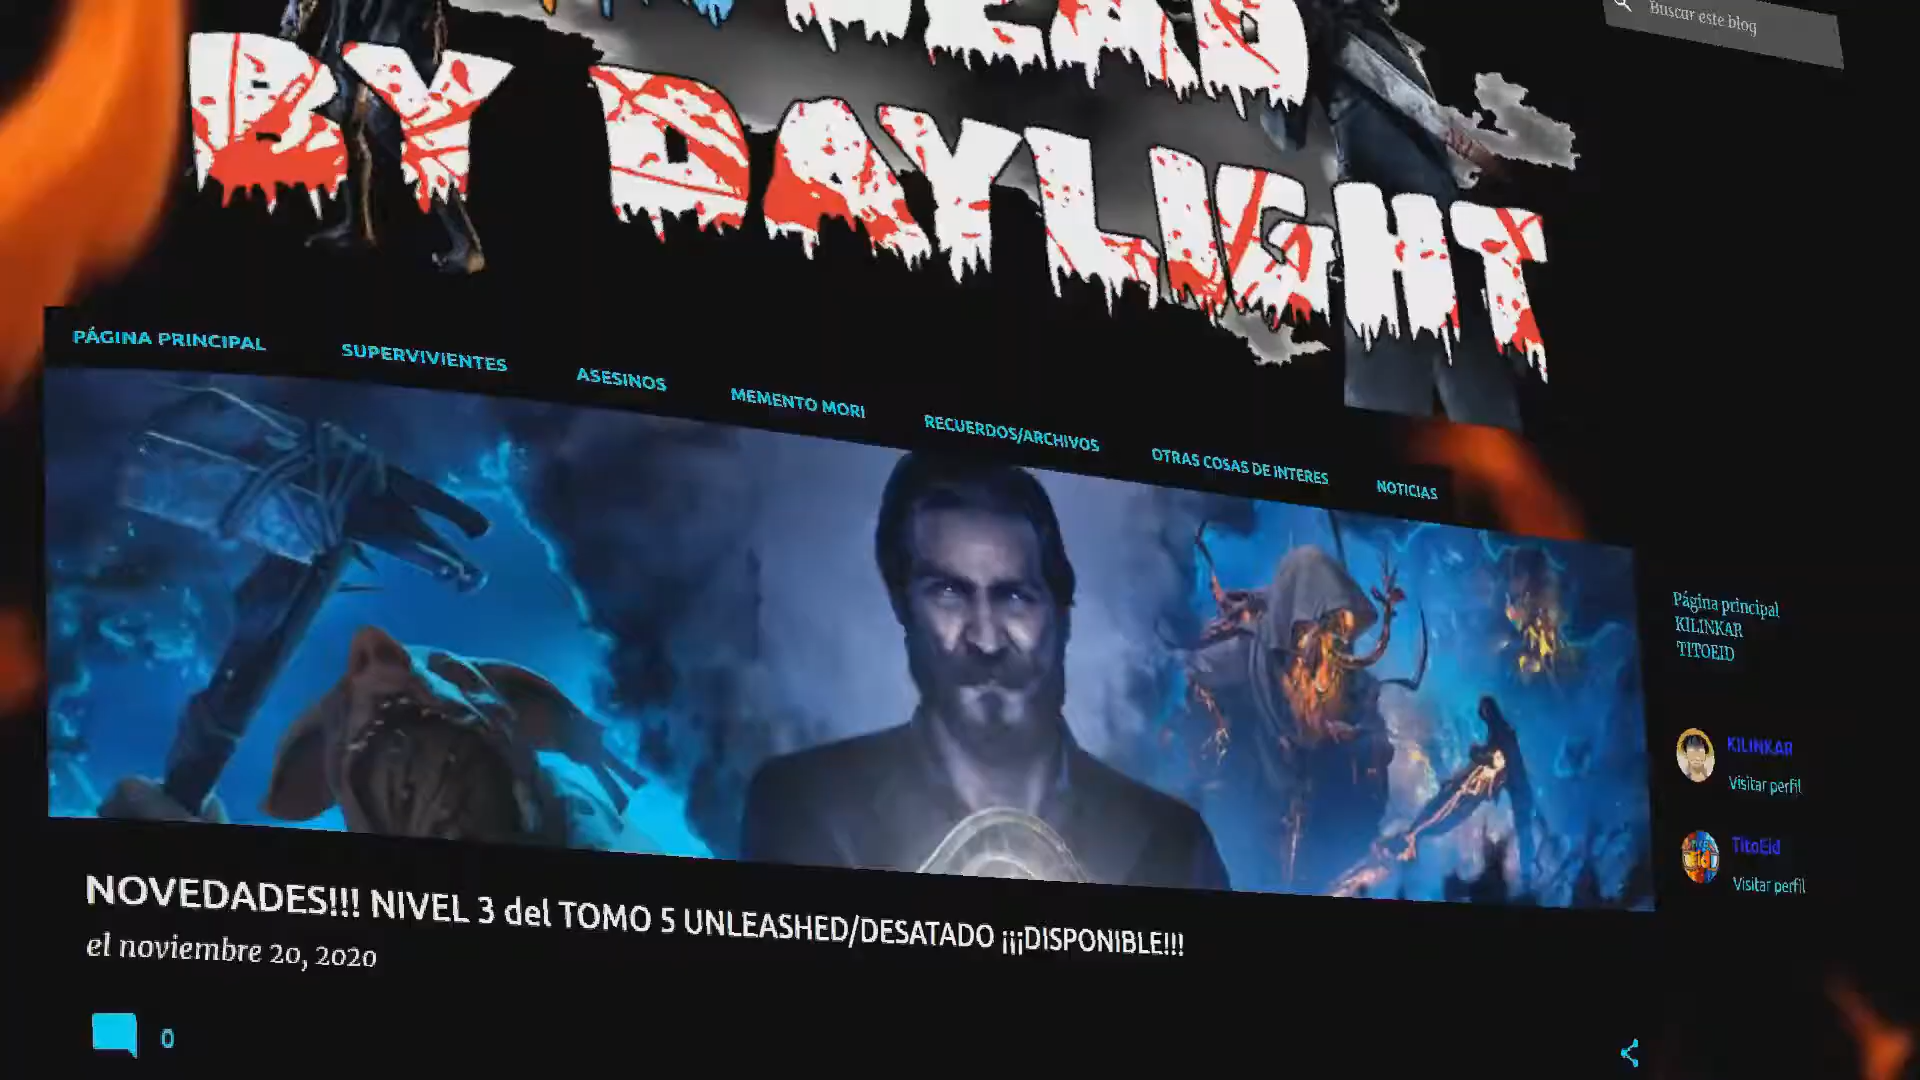 Buscar este blog
BY DAYLIGHT
PÁGINA PRINCIPAL
SUPERVIVIENTES
ASESINOS
MEMENTO MORI
RECUERDOS/ARCHIVOS
OTRAS COSAS DE INTERES
NOTICIAS
Página principal
KILINKAR
TITOEID
KILINKAR
Visitar perfil
TitoEid
Visitar perfil
NOVEDADES!!! NIVEL 3 del TOMO 5 UNLEASHED/DESATADO ¡¡¡DISPONIBLE!!!
el noviembre 20, 2020
0